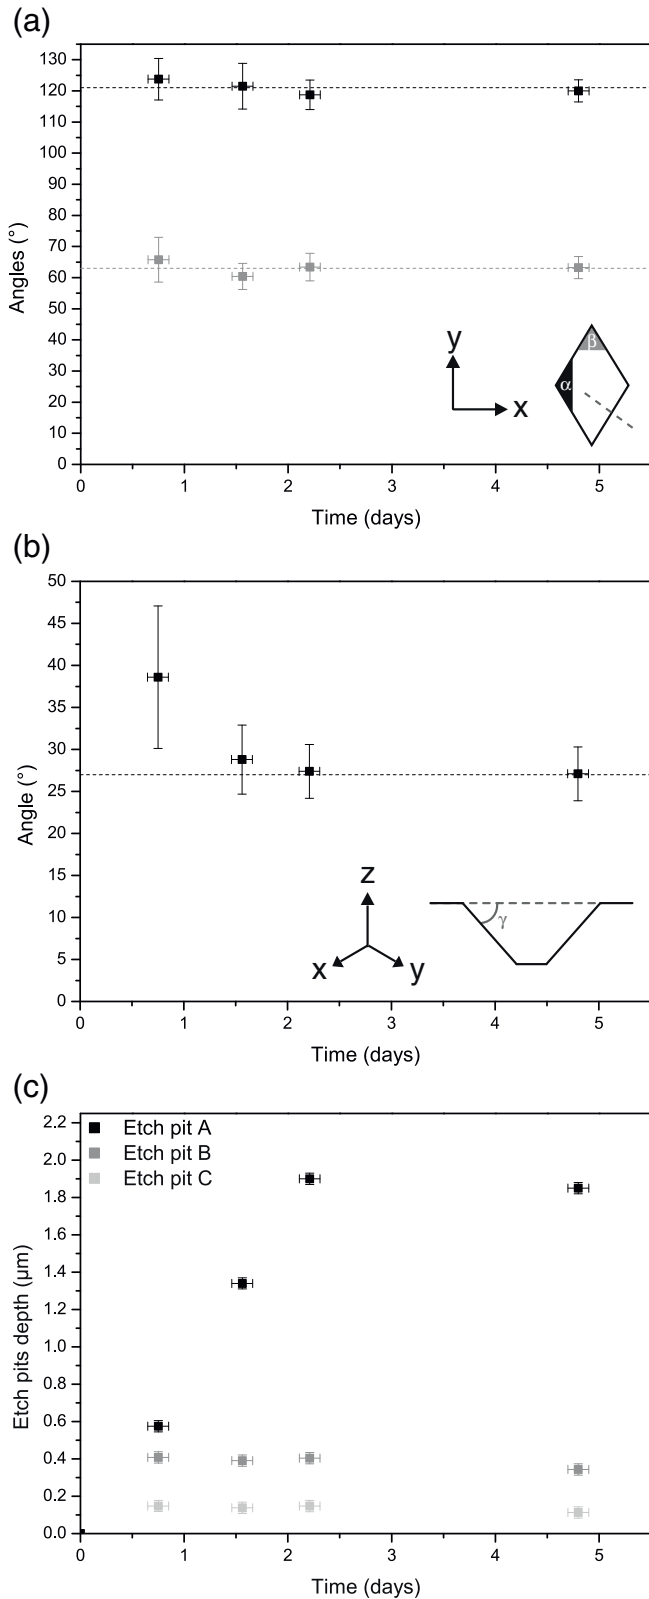 (a)
130
120
110
100
90
80
70
60
50
40
30
20
10
0
Angles (°)
y
x
α
β
0 1 2 3 4 5
Time (days)
(b)
50
45
40
35
30
25
20
15
10
5
0
Angle (°)
z
x
y
γ
0 1 2 3 4 5
Time (days)
(c)
Etch pit A
Etch pit B
Etch pit C
2.2
2.0
1.8
1.6
1.4
1.2
1.0
0.8
0.6
0.4
0.2
0.0
Etch pits depth (μm)
0 1 2 3 4 5
Time (days)